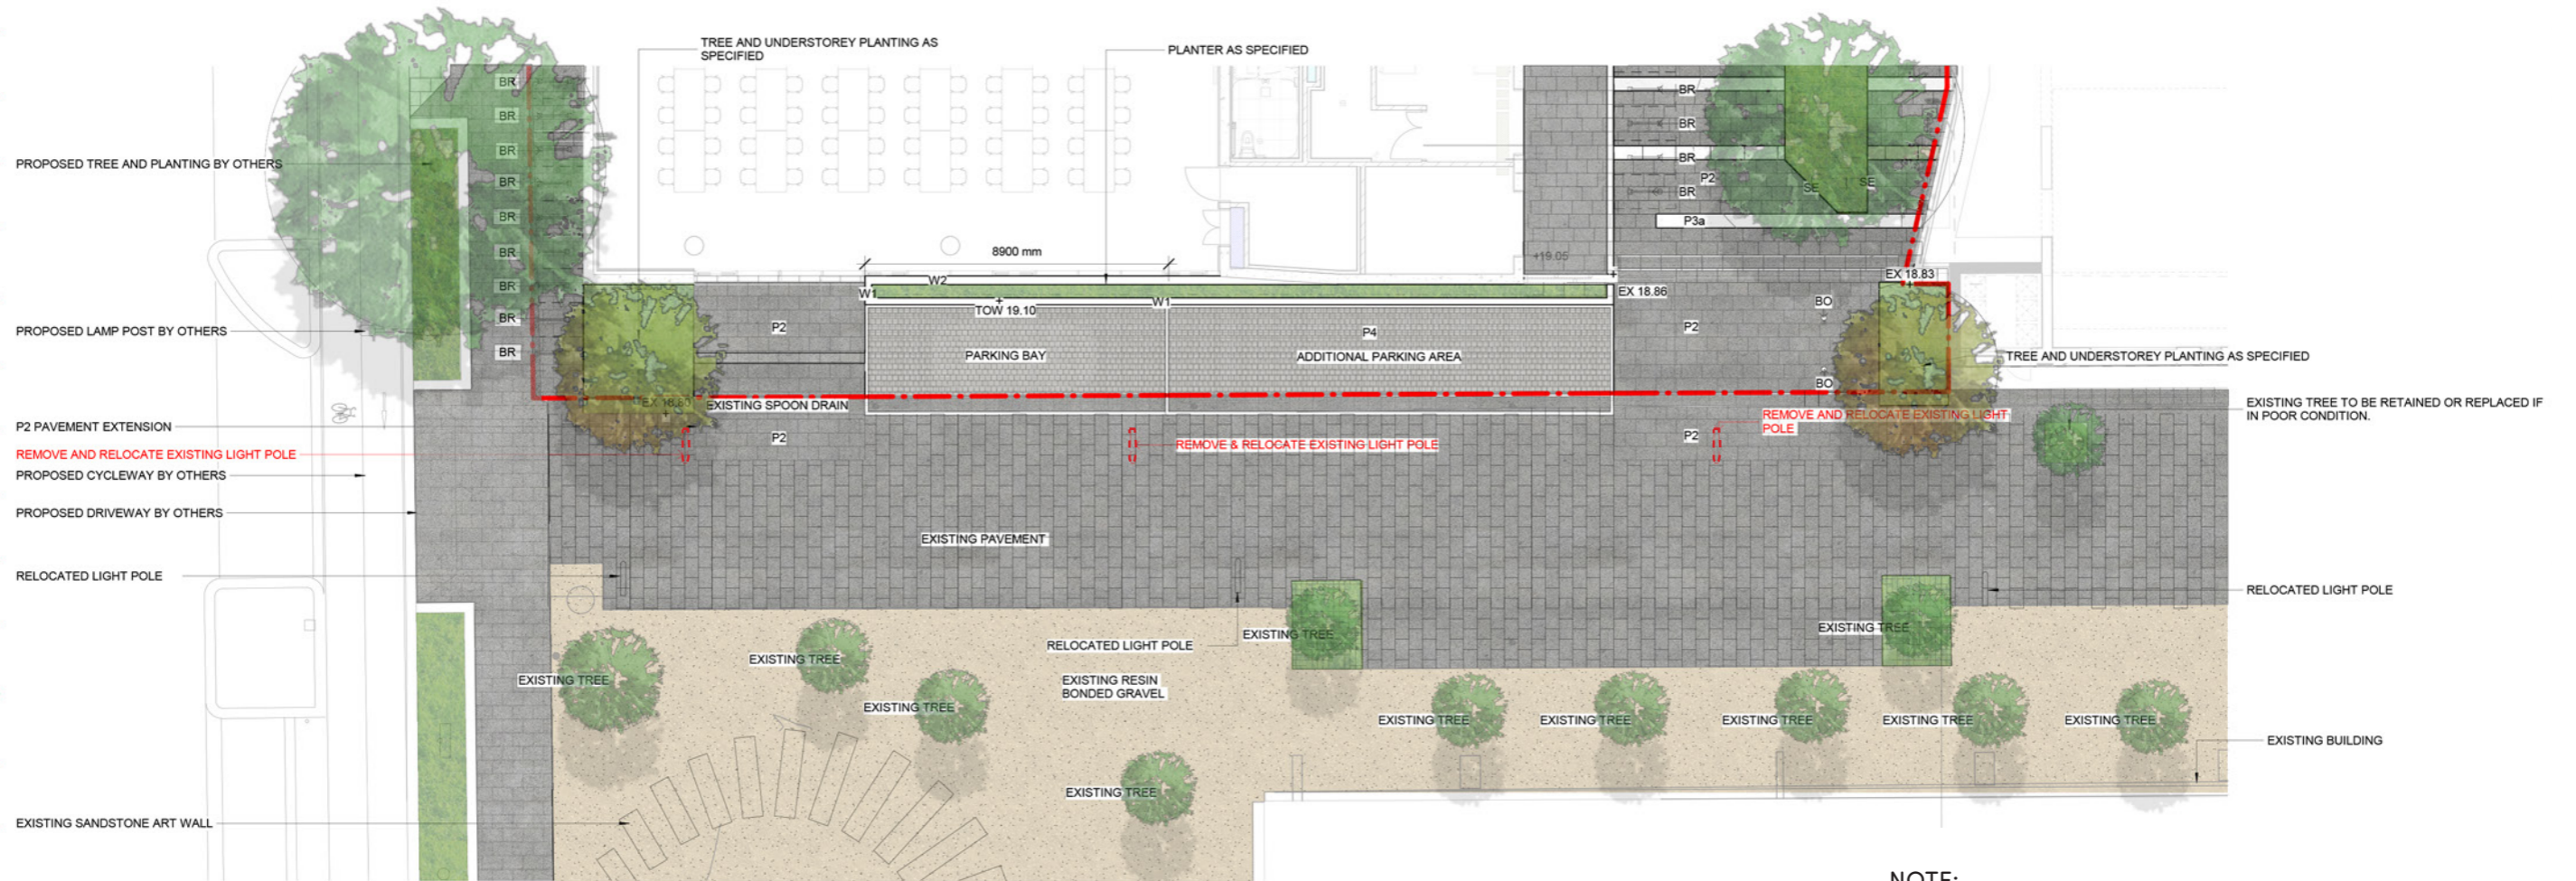 TREE AND UNDERSTOREY PLANTING AS
SPECIFIED
PLANTER AS SPECIFIED
BR
BR
BR
BR
BR
BR
BR
BR
BR
BR
BR
BR
BR
PROPOSED TREE AND PLANTING BY OTHERS
P2
SE
SE
P3a
8900 mm
+19.05
EX 18.83
W2
W1
W1
EX 18.86
BO
TOW 19.10
PROPOSED LAMP POST BY OTHERS
P2
P4
P2
PARKING BAY
ADDITIONAL PARKING AREA
TREE AND UNDERSTOREY PLANTING AS SPECIFIED
BO
EXISTING SPOON DRAIN
EXISTING TREE TO BE RETAINED OR REPLACED IF
IN POOR CONDITION.
REMOVE AND RELOCATE EXISTING LIGHT
POLE
P2 PAVEMENT EXTENSION
P2
P2
REMOVE & RELOCATE EXISTING LIGHT POLE
REMOVE AND RELOCATE EXISTING LIGHT POLE
PROPOSED CYCLEWAY BY OTHERS
PROPOSED DRIVEWAY BY OTHERS
EXISTING PAVEMENT
RELOCATED LIGHT POLE
RELOCATED LIGHT POLE
EXISTING TREE
EXISTING TREE
RELOCATED LIGHT POLE
EXISTING TREE
EXISTING TREE
EXISTING RESIN
BONDED GRAVEL
EXISTING TREE
EXISTING TREE
EXISTING TREE
EXISTING TREE
EXISTING TREE
EXISTING TREE
EXISTING BUILDING
EXISTING TREE
EXISTING SANDSTONE ART WALL
NOTE: